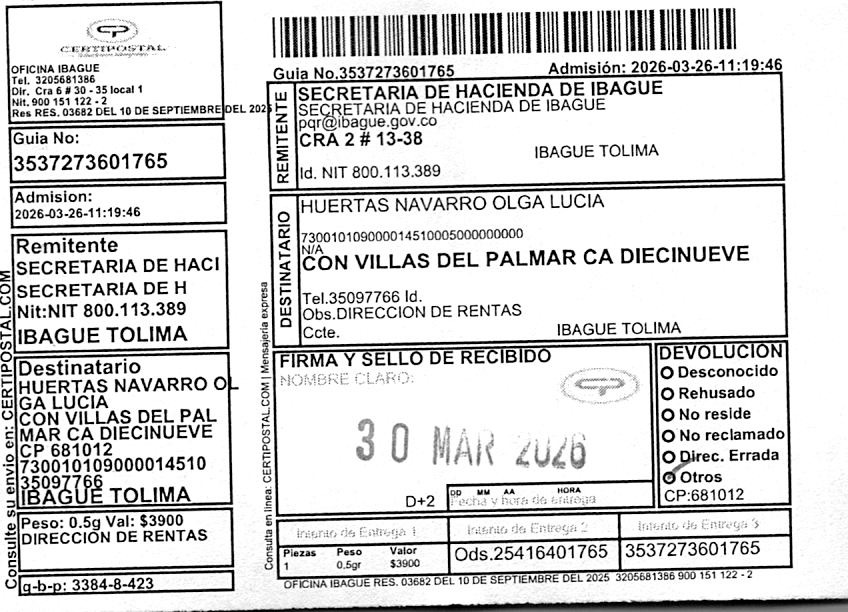 CERTIPOSTAL
OFICINA IBAGUE
Tel. 3205681386
Dir. Cra 6 # 30 - 35 local 1
Nit. 900 151 122 - 2
Res RES. 03682 DEL 10 DE SEPTIEMBRE DEL 2025
Guia No:
3537273601765
Admision:
2026-03-26-11:19:46
Remitente
SECRETARIA DE HACI
SECRETARIA DE H
Nit:NIT 800.113.389
IBAGUE TOLIMA
Destinatario
HUERTAS NAVARRO OL
GA LUCIA
CON VILLAS DEL PAL
MAR CA DIECINUEVE
CP 681012
730010109000014510
35097766
IBAGUE TOLIMA
Peso: 0.5g Val: $3900
DIRECCIÓN DE RENTAS
g-b-p: 3384-8-423
Consulte su envio en: CERTIPOSTAL.COM
Guia No.3537273601765 Admisión: 2026-03-26-11:19:46
REMITENTE
SECRETARIA DE HACIENDA DE IBAGUE
SECRETARIA DE HACIENDA DE IBAGUE
pqr@ibague.gov.co
CRA 2 # 13-38
IBAGUE TOLIMA
Id. NIT 800.113.389
DESTINATARIO
HUERTAS NAVARRO OLGA LUCIA
730010109000014510005000000000
N/A
CON VILLAS DEL PALMAR CA DIECINUEVE
Tel.35097766 Id.
Obs.DIRECCION DE RENTAS
Ccte. IBAGUE TOLIMA
Consulta en línea: CERTIPOSTAL.COM | Mensajería expresa
FIRMA Y SELLO DE RECIBIDO
NOMBRE CLARO:
30 MAR 2026
D+2
DD MM AA HORA
Fecha y hora de entrega
DEVOLUCIÓN
Desconocido
Rehusado
No reside
No reclamado
Direc. Errada
Otros
CP:681012
Intento de Entrega 1 Intento de Entrega 2 Intento de Entrega 3
Piezas Peso Valor
1 0,5gr $3900
Ods.25416401765 3537273601765
OFICINA IBAGUE RES. 03682 DEL 10 DE SEPTIEMBRE DEL 2025 3205681386 900 151 122 - 2